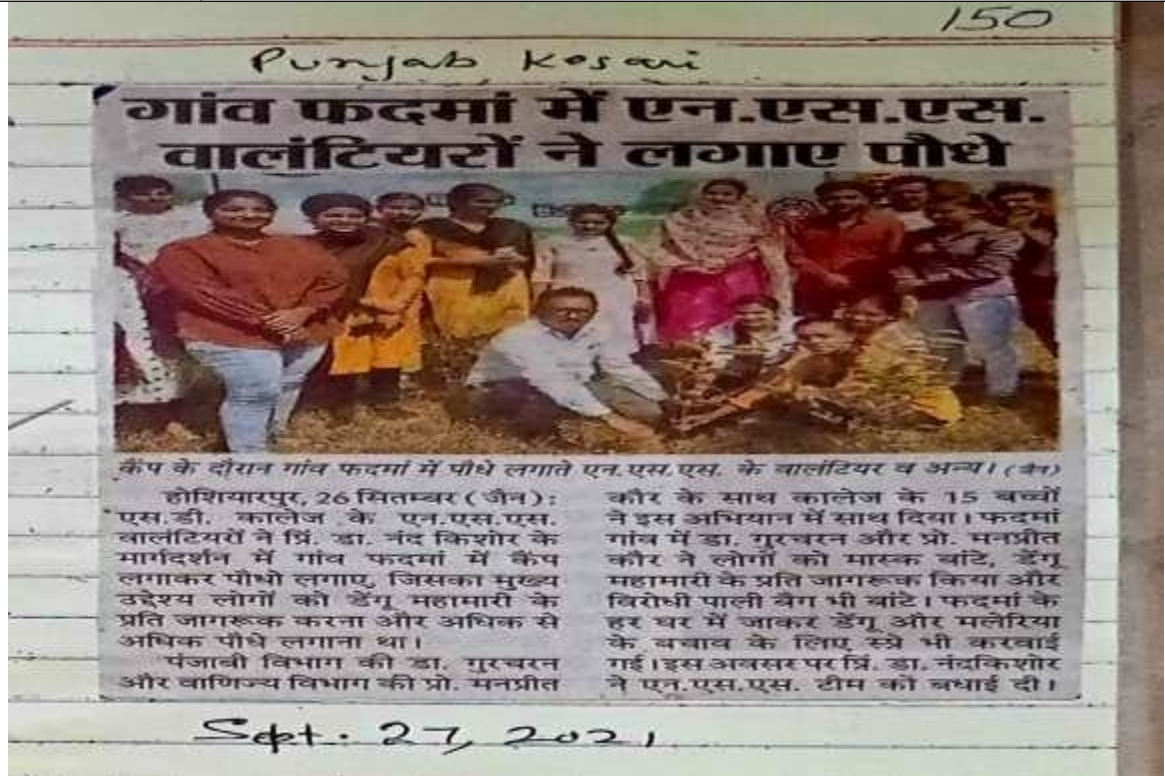 150
Punjab Kesari
गांव फदमां में एन.एस.एस.
वालंटियरों ने लगाए पौधे
कैंप के दौरान गांव फदमां में पौधे लगाते एन.एस.एस. के वालंटियर व अन्य। (जैन)
होशियारपुर, 26 सितम्बर (जैन):
एस.डी. कालेज के एन.एस.एस.
वालंटियरों ने प्रिं. डा. नंद किशोर के
मार्गदर्शन में गांव फदमां में कैंप
लगाकर पौधो लगाए, जिसका मुख्य
उद्देश्य लोगों को डेंगू महामारी के
प्रति जागरूक करना और अधिक से
अधिक पौधे लगाना था।
पंजाबी विभाग की डा. गुरचरन
और वाणिज्य विभाग की प्रो. मनप्रीत
कौर के साथ कालेज के 15 बच्चों
ने इस अभियान में साथ दिया। फदमां
गांव में डा. गुरचरन और प्रो. मनप्रीत
कौर ने लोगों को मास्क बांटे, डेंगू
महामारी के प्रति जागरूक किया और
विरोधी पाली बैग भी बांटे। फदमां के
हर घर में जाकर डेंगू और मलेरिया
के बचाव के लिए स्प्रे भी करवाई
गई। इस अवसर पर प्रिं. डा. नंदकिशोर
ने एन.एस.एस. टीम को बधाई दी।
Sept. 27, 2021